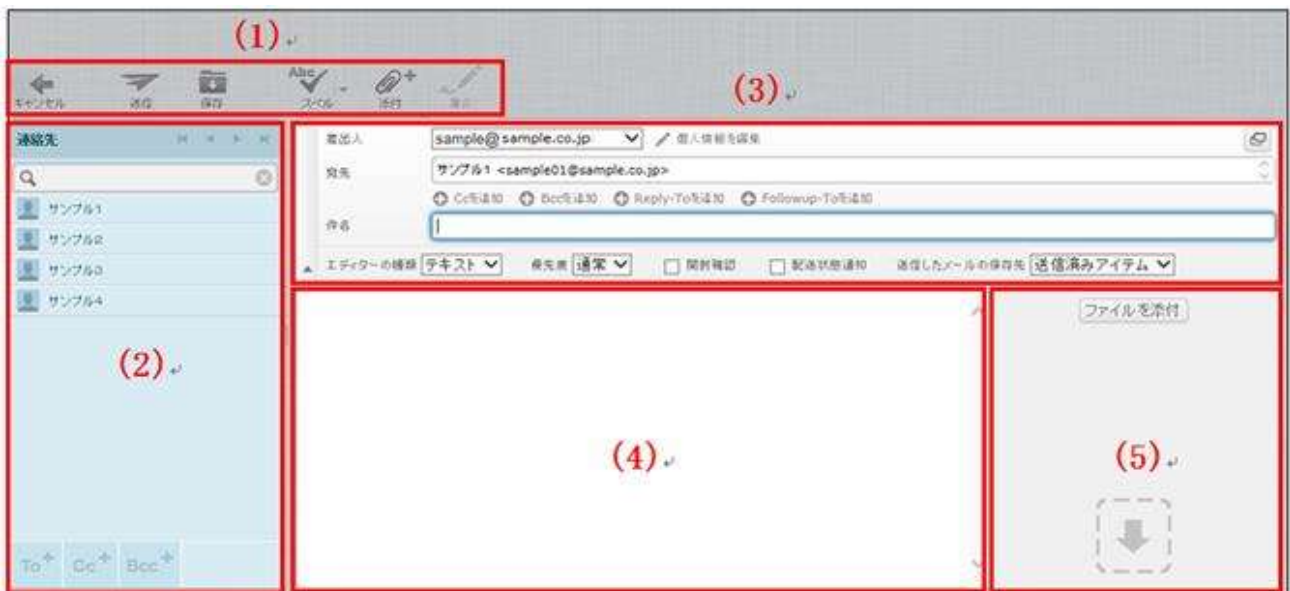 (1)
キャンセル 送信 保存 Abc スペル 添付
(3)
連絡先
差出人 sample@sample.co.jp 個人情報を編集
宛先 サンプル1 <sample01@sample.co.jp>
Ccを追加 Bccを追加 Reply-Toを追加 Followup-Toを追加
件名
エディターの種類 テキスト 優先度 通常 開封確認 配送状態通知 送信したメールの保存先 送信済みアイテム
サンプル1
サンプル2
サンプル3
サンプル4
(2)
To+ Cc+ Bcc+
(4)
ファイルを添付
(5)